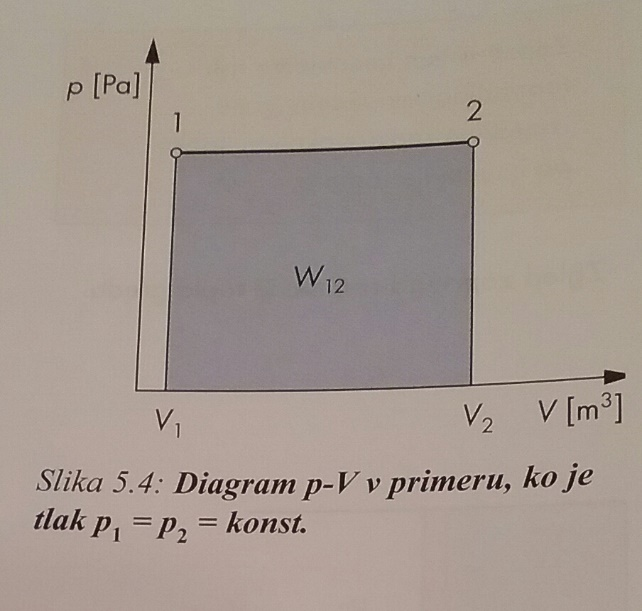 p [Pa]
1
2
W₁₂
V₁
V₂
V [m³]
Slika 5.4: Diagram p-V v primeru, ko je
tlak p₁ = p₂ = konst.